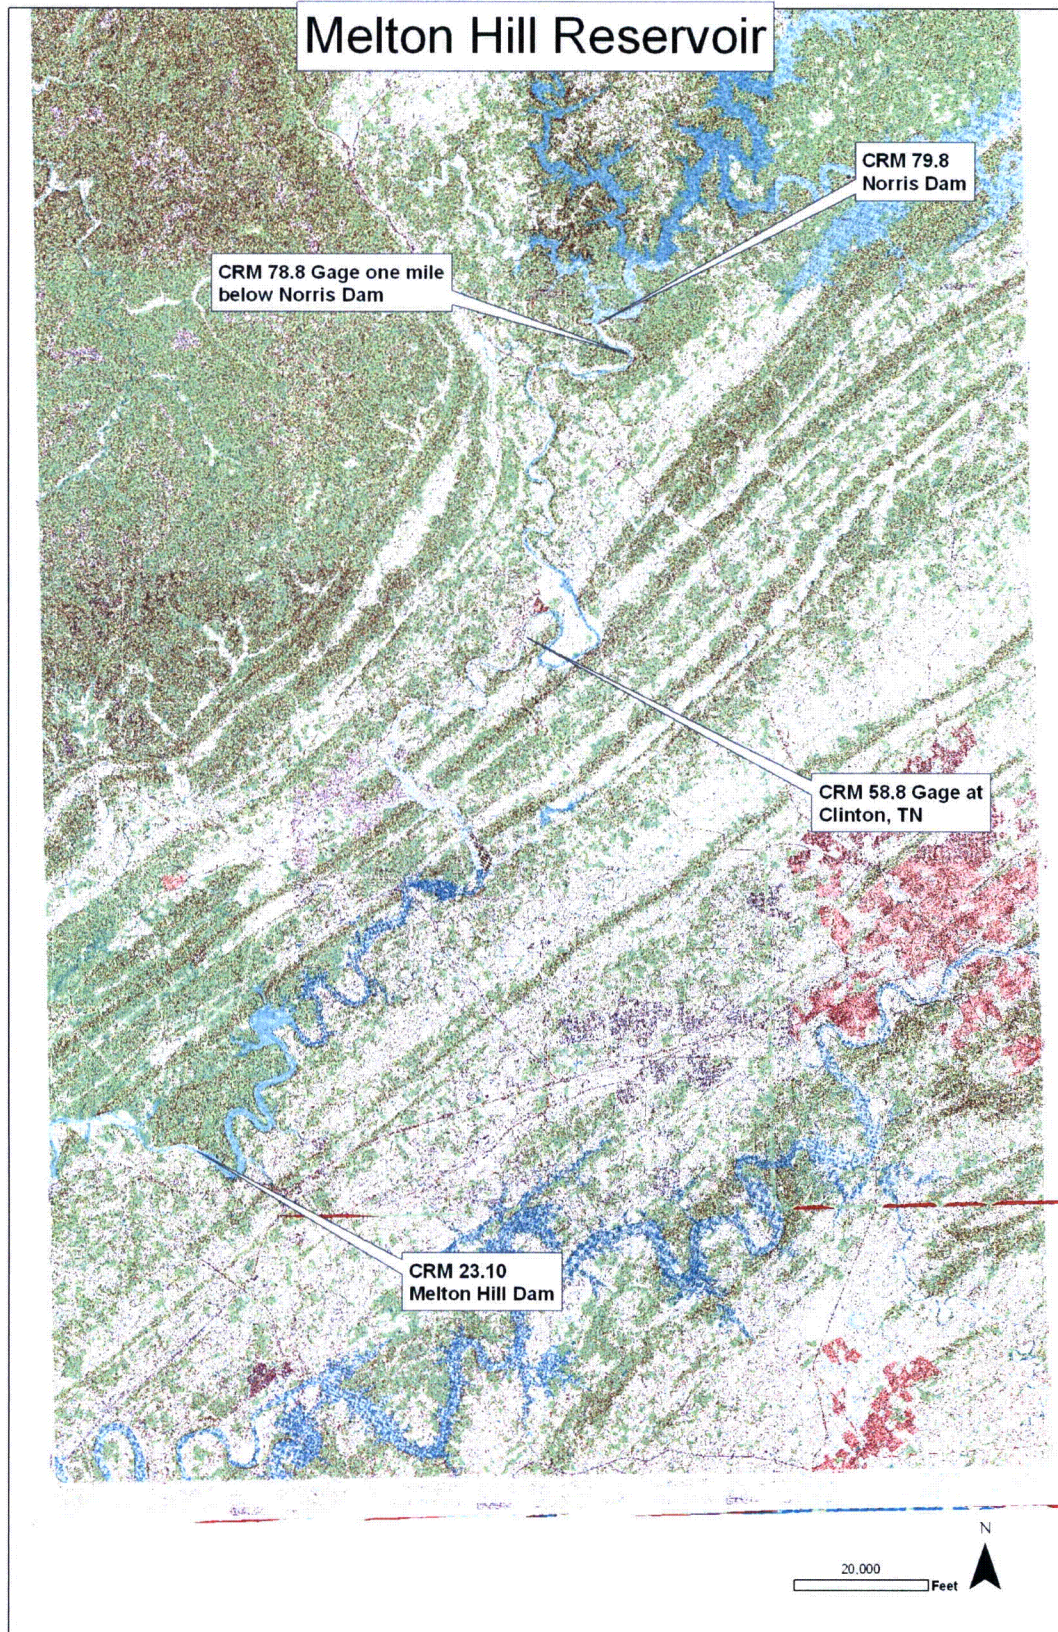 Melton Hill Reservoir
CRM 79.8
Norris Dam
CRM 78.8 Gage one mile
below Norris Dam
CRM 58.8 Gage at
Clinton, TN
CRM 23.10
Melton Hill Dam
N
20,000
Feet